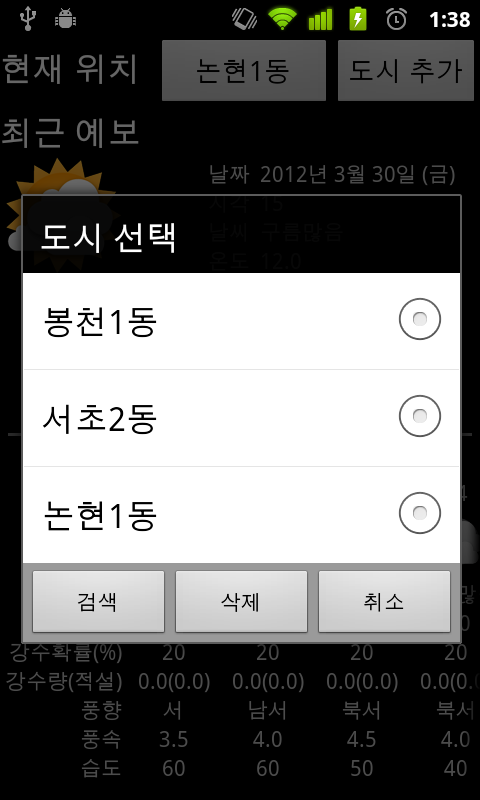 1:38
현재 위치 논현1동 도시 추가
최근 예보
날짜 2012년 3월 30일 (금)
시각 15
날씨 구름많음
온도 12.0
도시 선택
봉천1동
서초2동
논현1동
검색 삭제 취소
강수확률(%) 20 20 20 20
강수량(적설) 0.0(0.0) 0.0(0.0) 0.0(0.0) 0.0(0.0
풍향 서 남서 북서 북서
풍속 3.5 4.0 4.5 4.0
습도 60 60 50 40